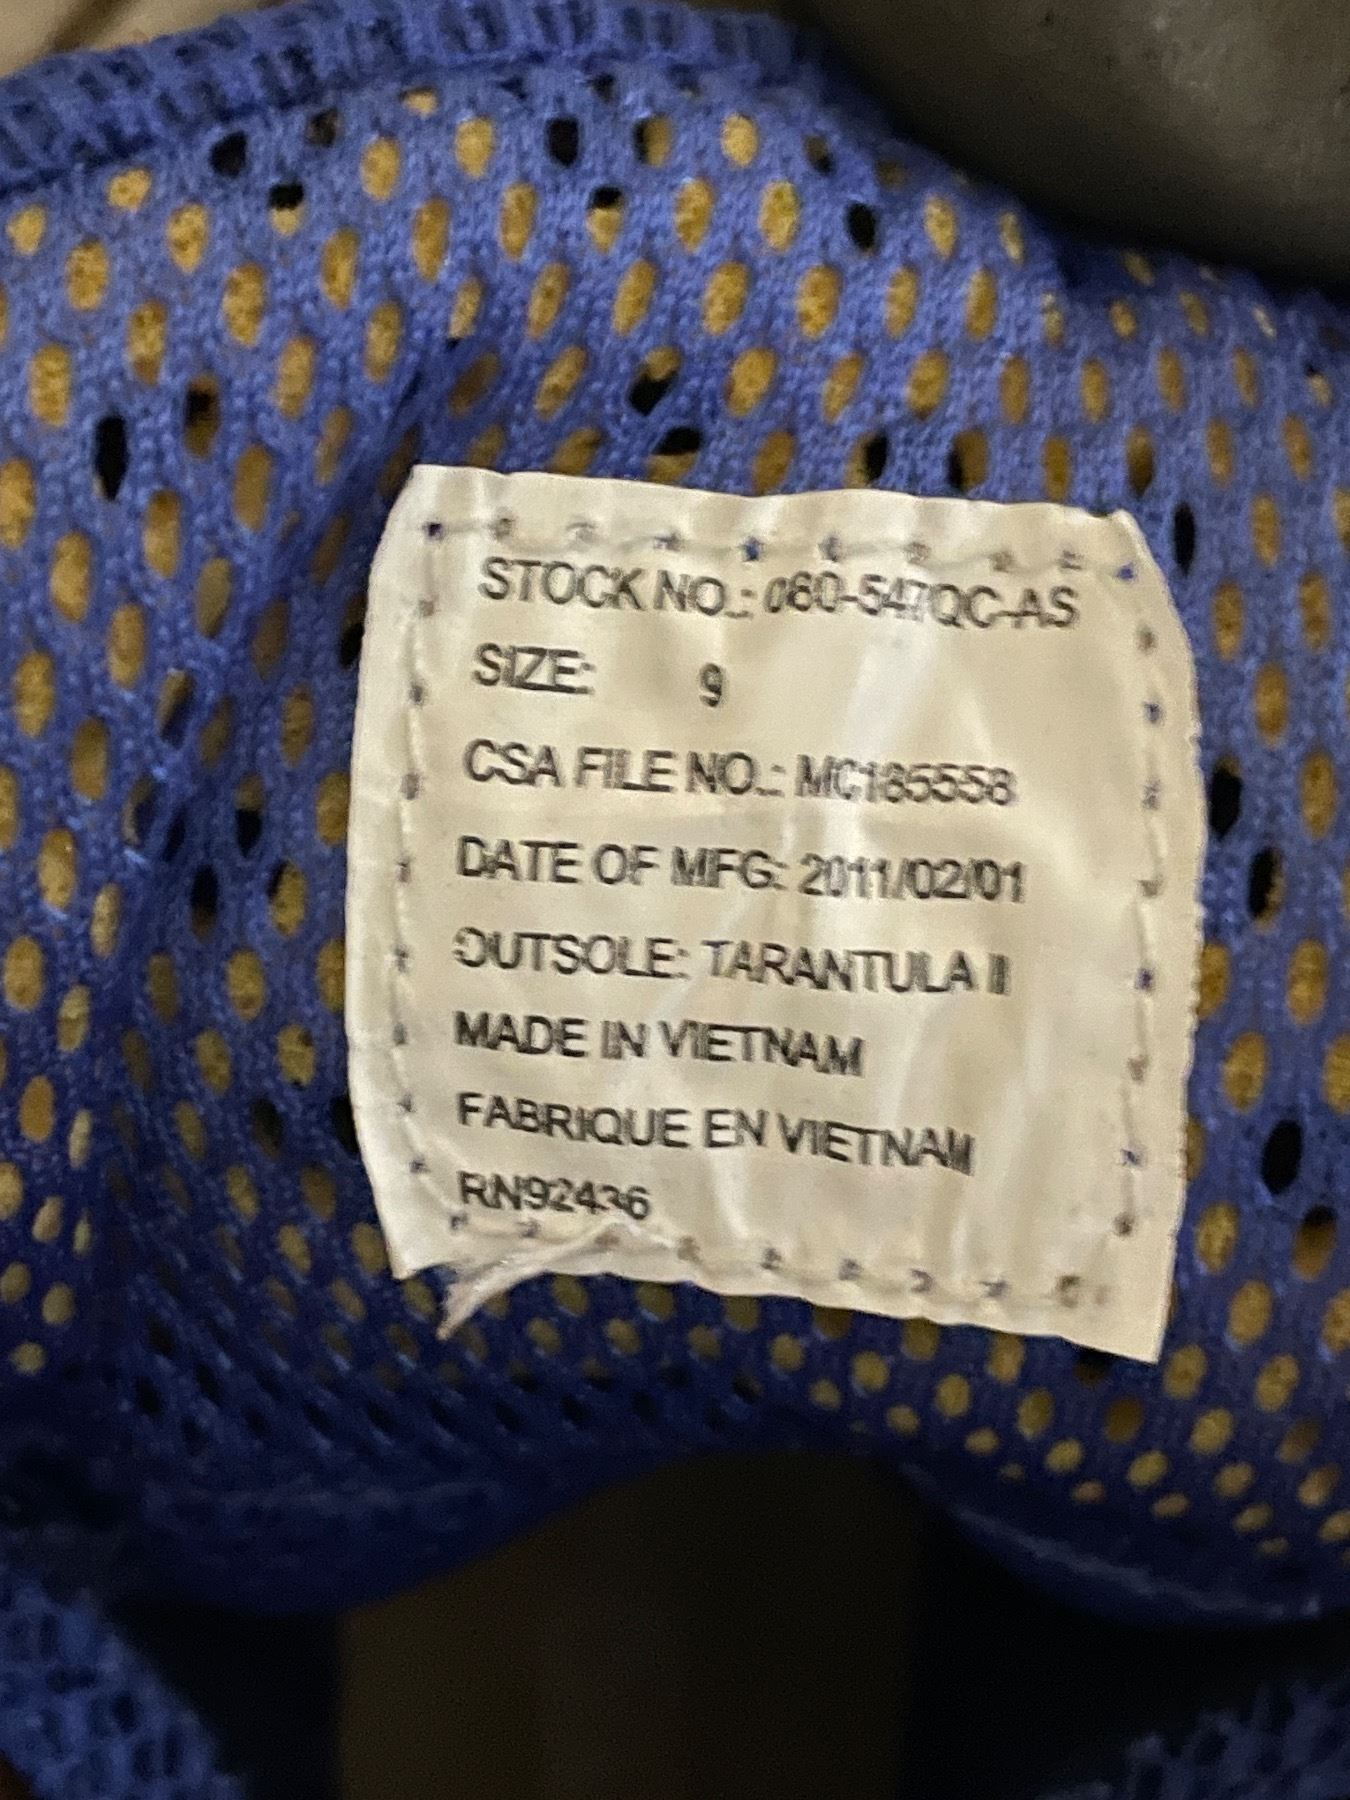 STOCK NO.: 060-547QC-AS
SIZE: 9
CSA FILE NO.: MC185558
DATE OF MFG: 2011/02/01
OUTSOLE: TARANTULA II
MADE IN VIETNAM
FABRIQUE EN VIETNAM
RN92436